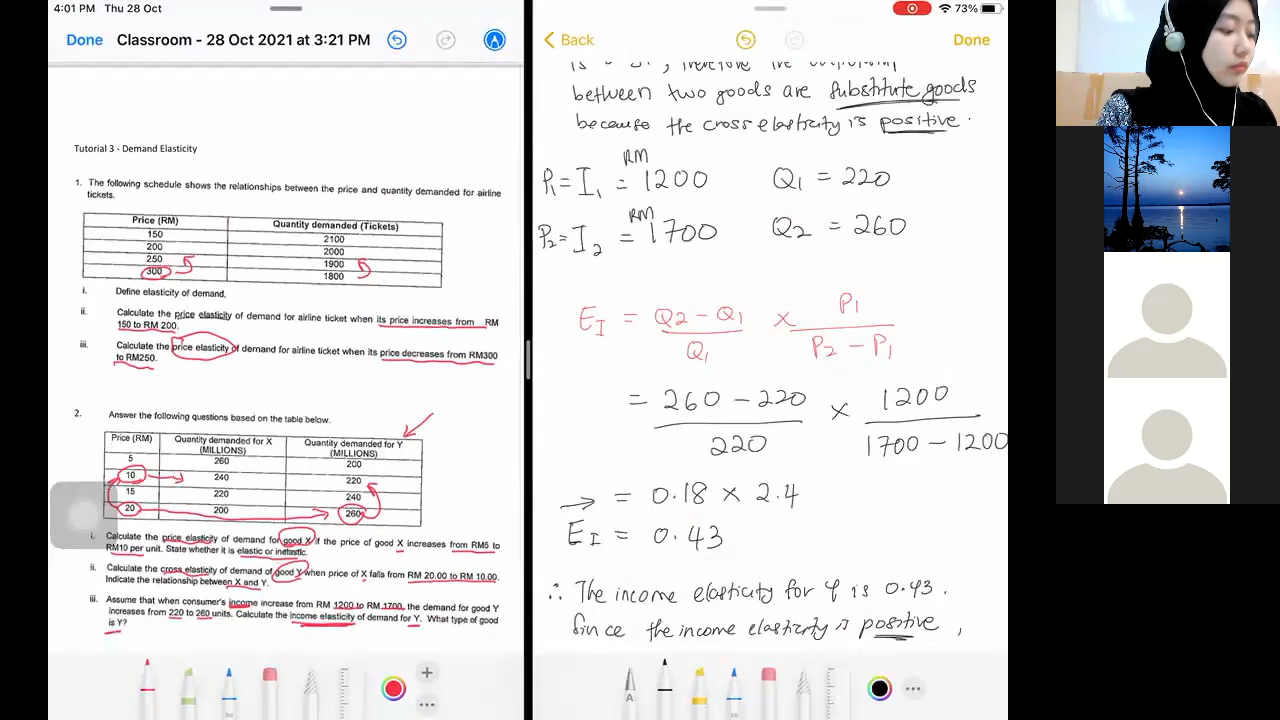 4:01 PM Thu 28 Oct
73%
Done Classroom - 28 Oct 2021 at 3:21 PM
Back Done
Tutorial 3 - Demand Elasticity
1. The following schedule shows the relationships between the price and quantity demanded for airline
tickets.
Price (RM) Quantity demanded (Tickets)
150 2100
200 2000
250 1900
300 1800
i. Define elasticity of demand.
ii. Calculate the price elasticity of demand for airline ticket when its price increases from RM
150 to RM 200.
iii. Calculate the price elasticity of demand for airline ticket when its price decreases from RM300
to RM250.
2. Answer the following questions based on the table below.
Price (RM) Quantity demanded for X (MILLIONS) Quantity demanded for Y (MILLIONS)
5 260 200
10 240 220
15 220 240
20 200 260
i. Calculate the price elasticity of demand for good X if the price of good X increases from RM5 to
RM10 per unit. State whether it is elastic or inelastic.
ii. Calculate the cross elasticity of demand of good Y when price of X falls from RM 20.00 to RM 10.00.
Indicate the relationship between X and Y.
iii. Assume that when consumer's income increase from RM 1200 to RM 1700, the demand for good Y
increases from 220 to 260 units. Calculate the income elasticity of demand for Y. What type of good
is Y?
between two goods are substitute goods
because the cross elasticity is positive.
P1 = I1 = RM 1200 Q1 = 220
P2 = I2 = RM 1700 Q2 = 260
EI = Q2 - Q1 / Q1 × P1 / P2 - P1
= 260 - 220 / 220 × 1200 / 1700 - 1200
→ = 0.18 × 2.4
EI = 0.43
∴ The income elasticity for Y is 0.43.
Since the income elasticity is positive,
A